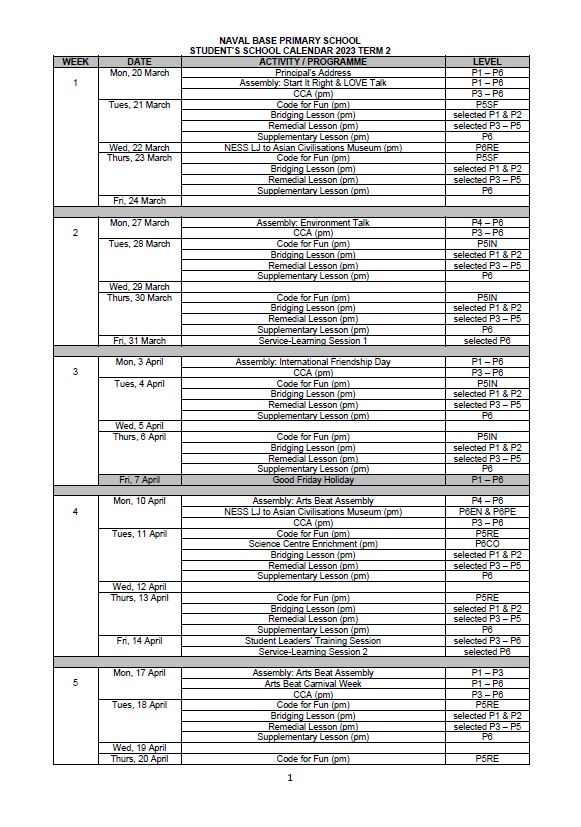 NAVAL BASE PRIMARY SCHOOL
STUDENT'S SCHOOL CALENDAR 2023 TERM 2
WEEK DATE ACTIVITY / PROGRAMME LEVEL
1 Mon, 20 March Principal's Address P1 – P6
Assembly: Start It Right & LOVE Talk P1 – P6
CCA (pm) P3 – P6
Tues, 21 March Code for Fun (pm) P5SF
Bridging Lesson (pm) selected P1 & P2
Remedial Lesson (pm) selected P3 – P5
Supplementary Lesson (pm) P6
Wed, 22 March NESS LJ to Asian Civilisations Museum (pm) P6RE
Thurs, 23 March Code for Fun (pm) P5SF
Bridging Lesson (pm) selected P1 & P2
Remedial Lesson (pm) selected P3 – P5
Supplementary Lesson (pm) P6
Fri, 24 March
2 Mon, 27 March Assembly: Environment Talk P4 – P6
CCA (pm) P3 – P6
Tues, 28 March Code for Fun (pm) P5IN
Bridging Lesson (pm) selected P1 & P2
Remedial Lesson (pm) selected P3 – P5
Supplementary Lesson (pm) P6
Wed, 29 March
Thurs, 30 March Code for Fun (pm) P5IN
Bridging Lesson (pm) selected P1 & P2
Remedial Lesson (pm) selected P3 – P5
Supplementary Lesson (pm) P6
Fri, 31 March Service-Learning Session 1 selected P6
3 Mon, 3 April Assembly: International Friendship Day P1 – P6
CCA (pm) P3 – P6
Tues, 4 April Code for Fun (pm) P5IN
Bridging Lesson (pm) selected P1 & P2
Remedial Lesson (pm) selected P3 – P5
Supplementary Lesson (pm) P6
Wed, 5 April
Thurs, 6 April Code for Fun (pm) P5IN
Bridging Lesson (pm) selected P1 & P2
Remedial Lesson (pm) selected P3 – P5
Supplementary Lesson (pm) P6
Fri, 7 April Good Friday Holiday P1 – P6
4 Mon, 10 April Assembly: Arts Beat Assembly P4 – P6
NESS LJ to Asian Civilisations Museum (pm) P6EN & P6PE
CCA (pm) P3 – P6
Tues, 11 April Code for Fun (pm) P5RE
Science Centre Enrichment (pm) P6CO
Bridging Lesson (pm) selected P1 & P2
Remedial Lesson (pm) selected P3 – P5
Supplementary Lesson (pm) P6
Wed, 12 April
Thurs, 13 April Code for Fun (pm) P5RE
Bridging Lesson (pm) selected P1 & P2
Remedial Lesson (pm) selected P3 – P5
Supplementary Lesson (pm) P6
Fri, 14 April Student Leaders' Training Session selected P3 – P6
Service-Learning Session 2 selected P6
5 Mon, 17 April Assembly: Arts Beat Assembly P1 – P3
Arts Beat Carnival Week P1 – P6
CCA (pm) P3 – P6
Tues, 18 April Code for Fun (pm) P5RE
Bridging Lesson (pm) selected P1 & P2
Remedial Lesson (pm) selected P3 – P5
Supplementary Lesson (pm) P6
Wed, 19 April
Thurs, 20 April Code for Fun (pm) P5RE
1